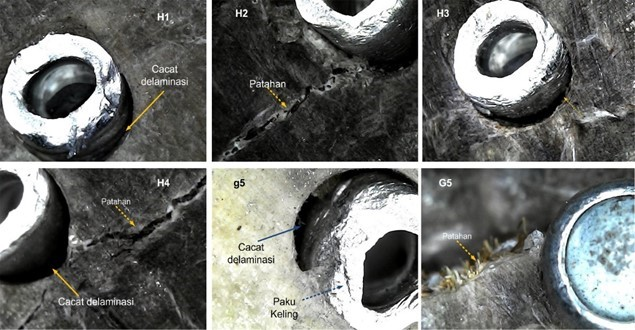 H1
Cacat
delaminasi
H2
Patahan
H3
H4
Patahan
Cacat delaminasi
g5
Cacat
delaminasi
Paku
Keling
G5
Patahan